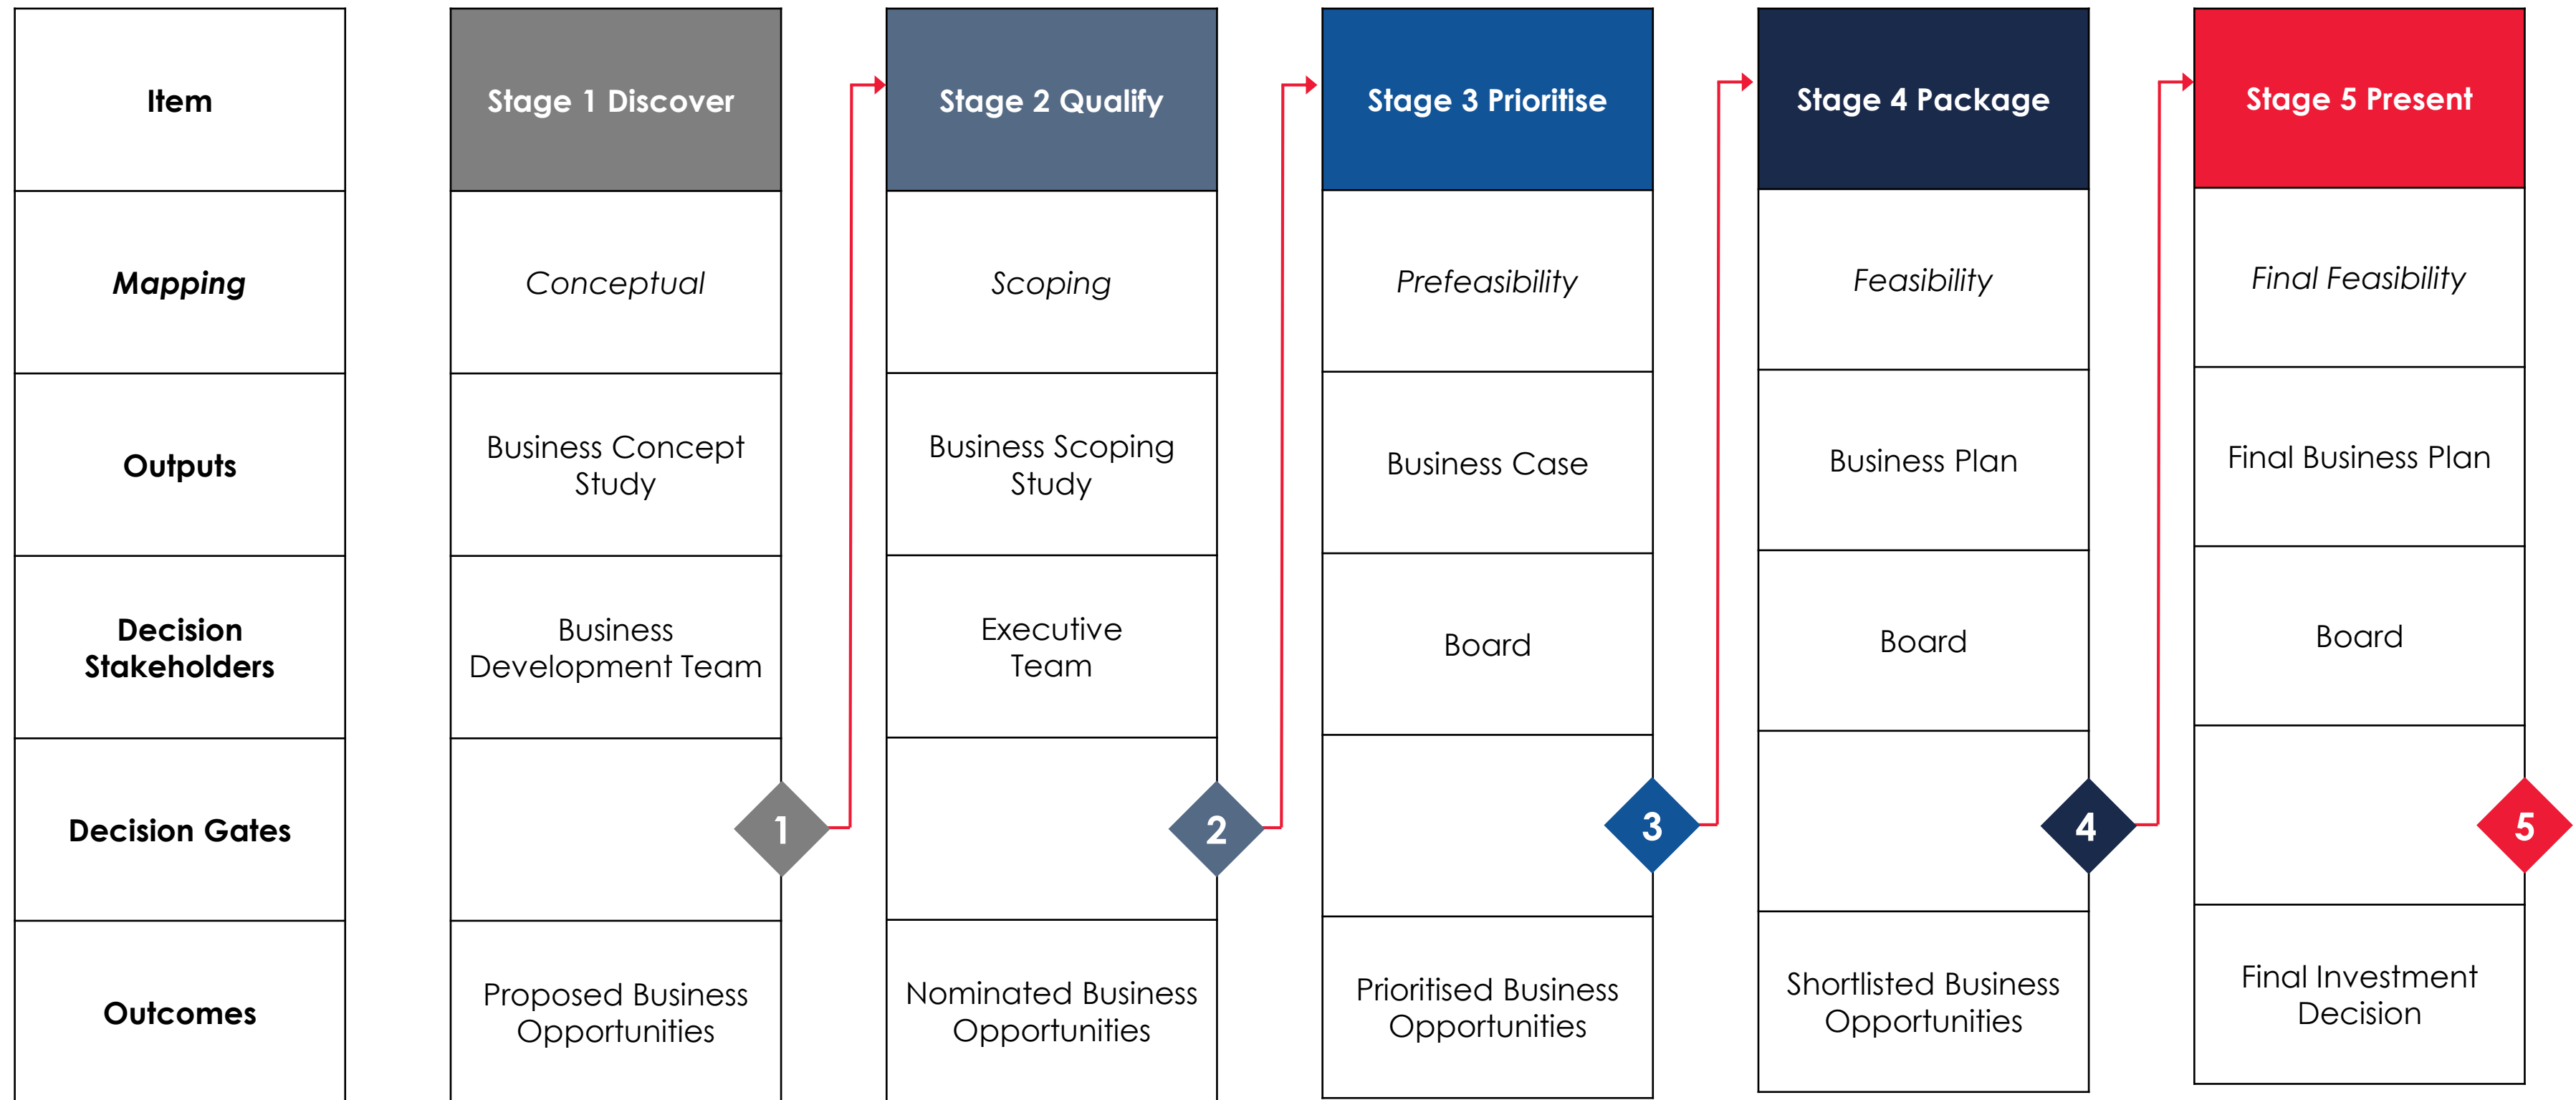 Item
Stage 1 Discover
Stage 2 Qualify
Stage 3 Prioritise
Stage 4 Package
Stage 5 Present
Mapping
Conceptual
Scoping
Prefeasibility
Feasibility
Final Feasibility
Outputs
Business Concept
Study
Business Scoping
Study
Business Case
Business Plan
Final Business Plan
Decision
Stakeholders
Business
Development Team
Executive
Team
Board
Board
Board
Decision Gates
1
2
3
4
5
Outcomes
Proposed Business
Opportunities
Nominated Business
Opportunities
Prioritised Business
Opportunities
Shortlisted Business
Opportunities
Final Investment
Decision